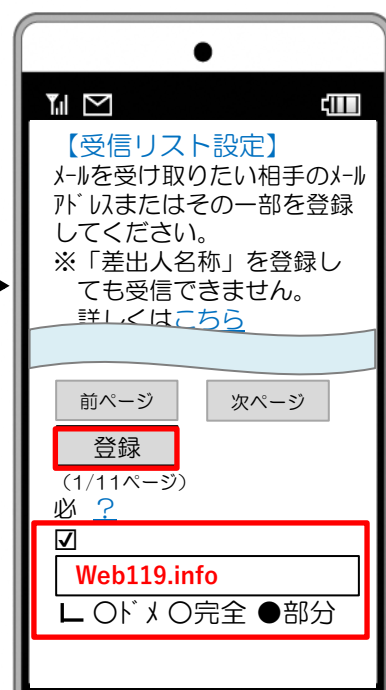 【受信リスト設定】
ﾒｰﾙを受け取りたい相手のﾒｰﾙ
ｱﾄﾞﾚｽまたはその一部を登録
してください。
※「差出人名称」を登録し
ても受信できません。
詳しくはこちら
前ページ 次ページ
登録
(1/11ページ)
必 ?
☑
Web119.info
┗ ○ﾄﾞﾒ ○完全 ●部分